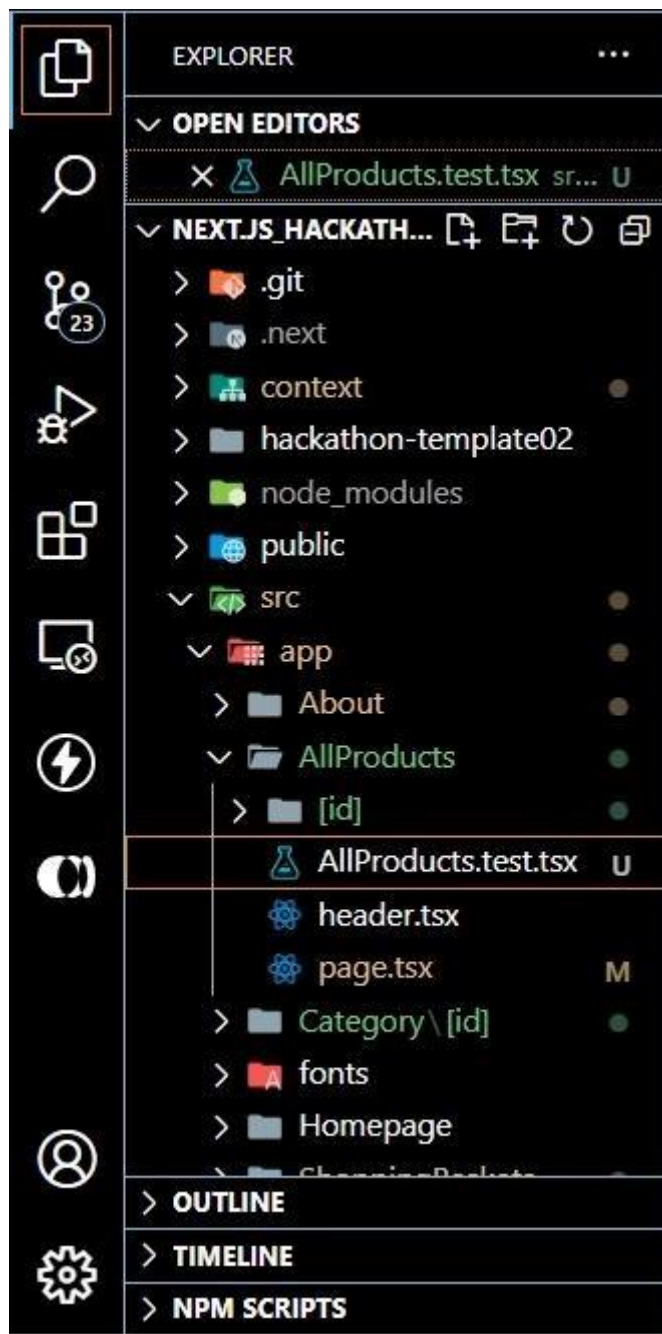 EXPLORER ...
OPEN EDITORS
AllProducts.test.tsx sr... U
NEXT.JS_HACKATH...
.git
23
.next
context
hackathon-template02
node_modules
public
src
app
About
AllProducts
[id]
AllProducts.test.tsx U
header.tsx
page.tsx M
Category\[id]
fonts
Homepage
OUTLINE
TIMELINE
NPM SCRIPTS